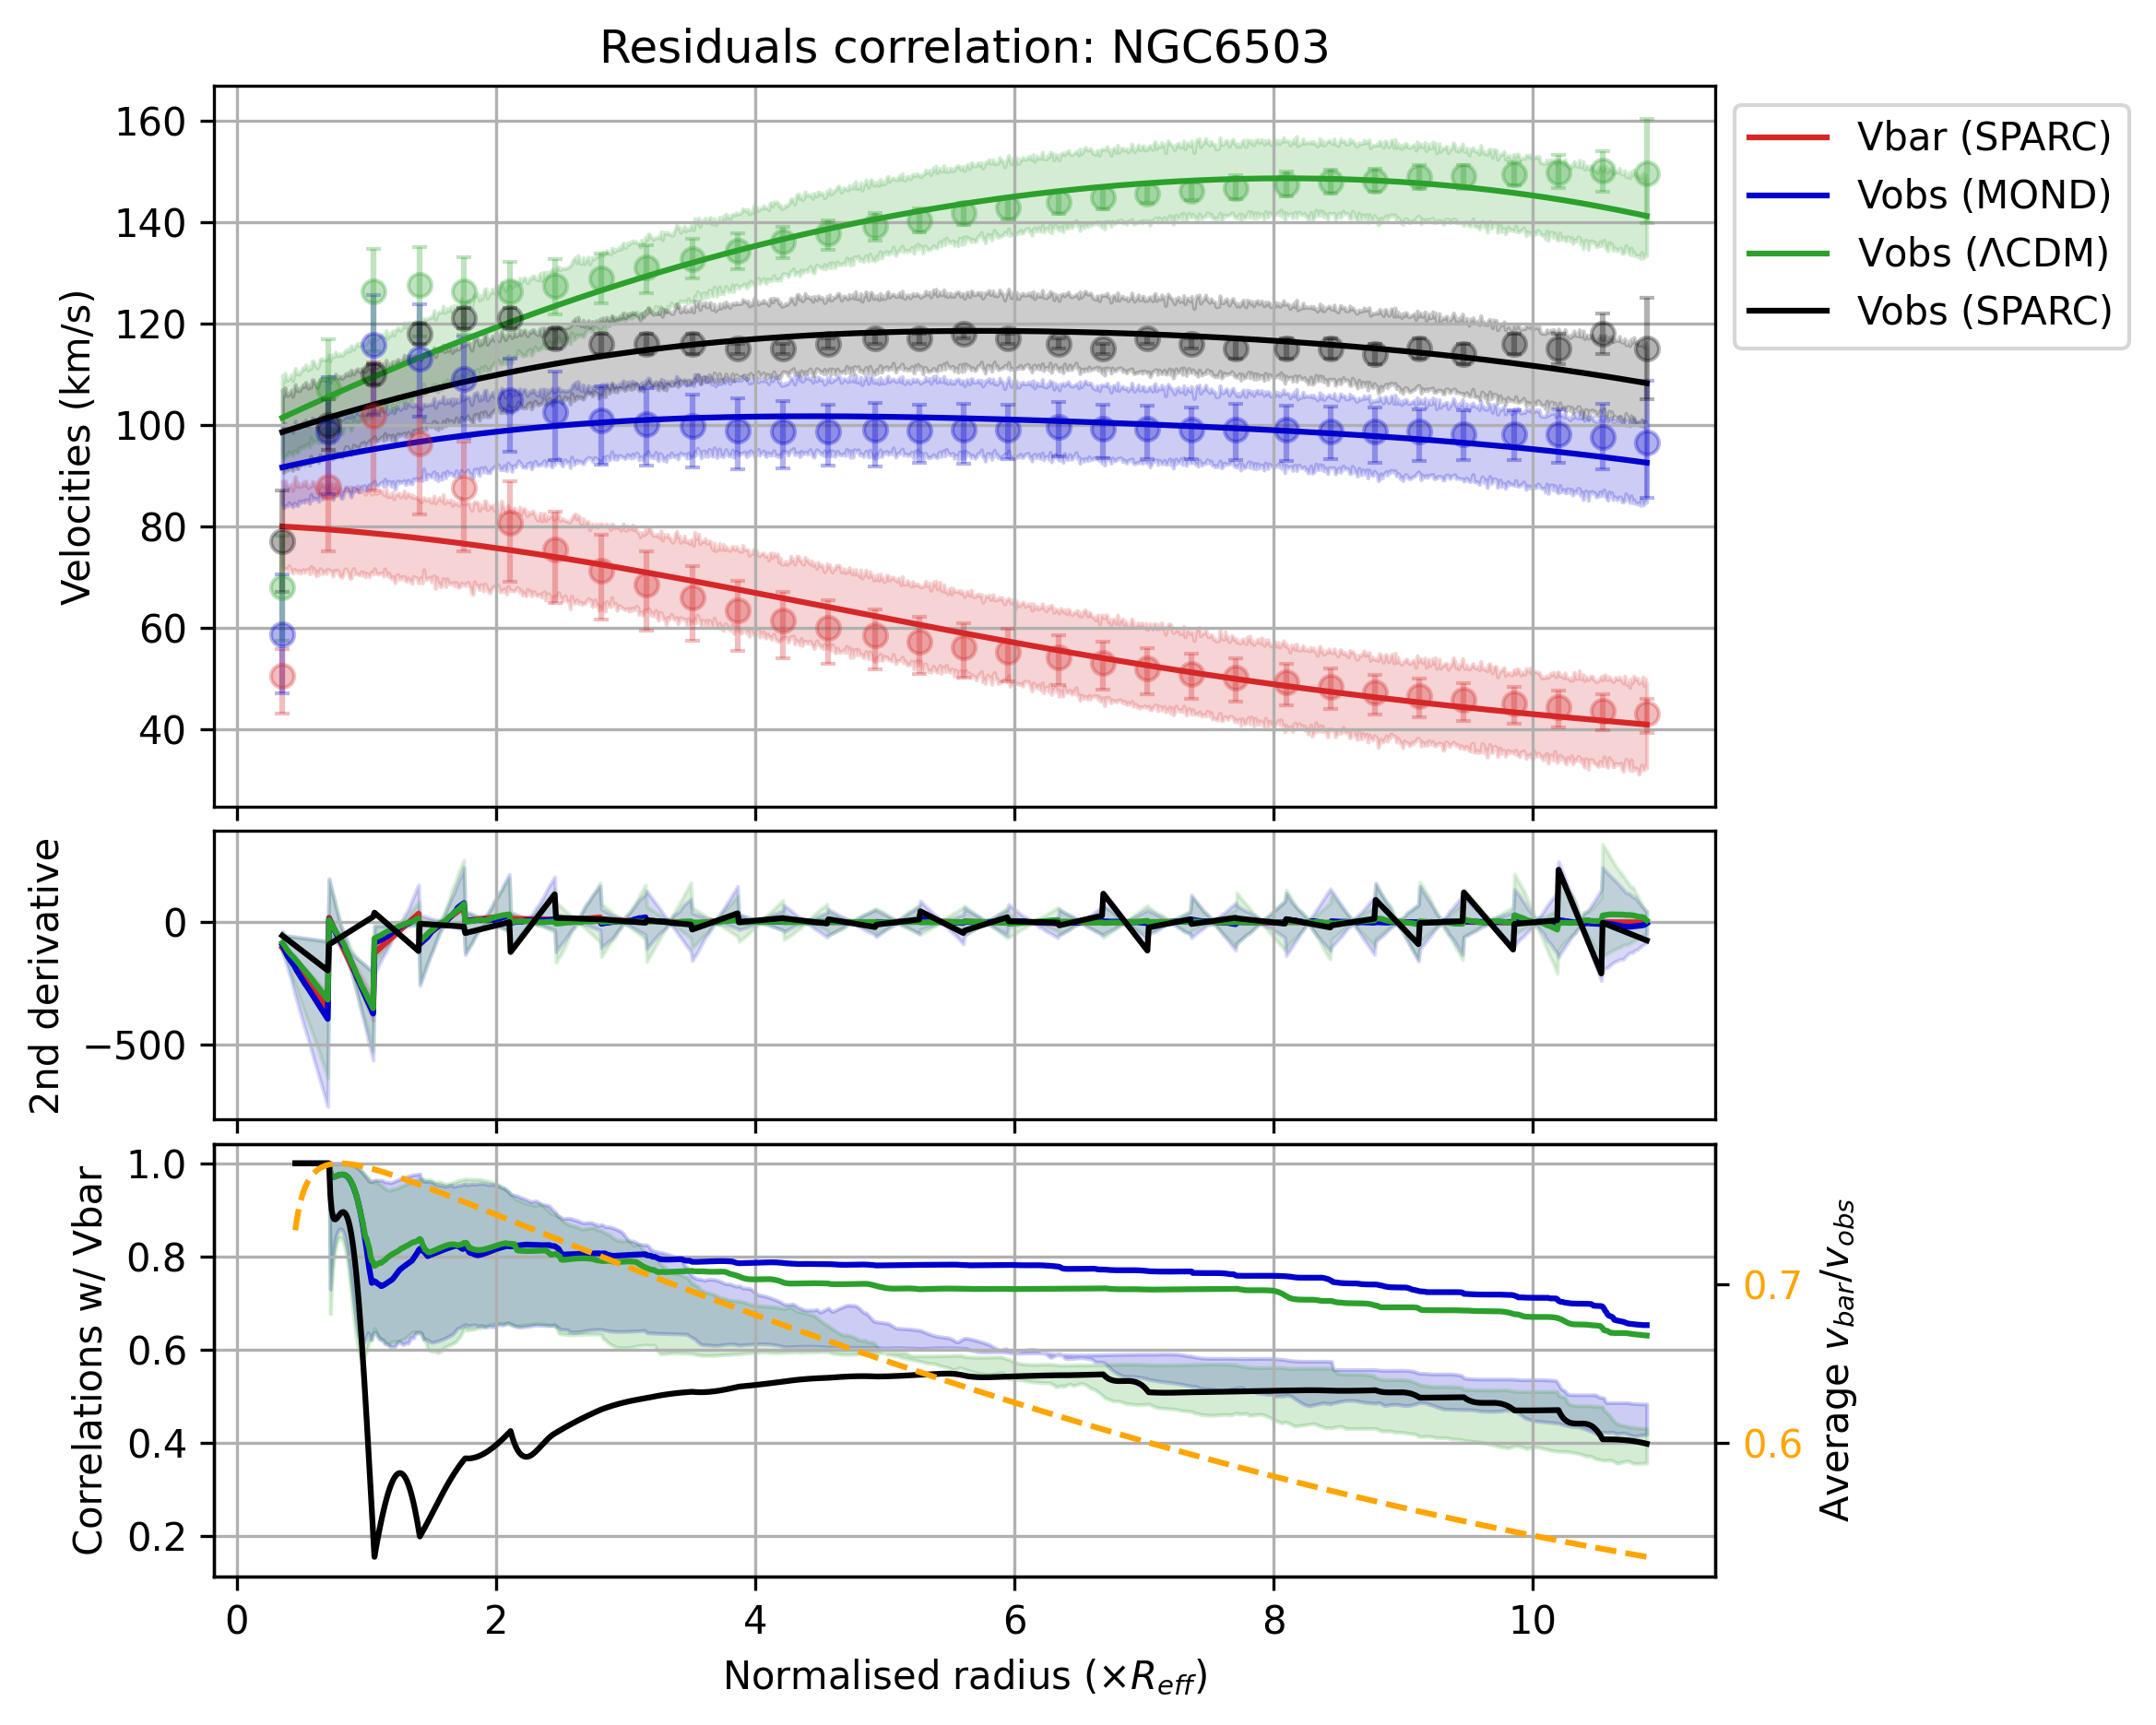 Residuals correlation: NGC6503
160
140
120
100
80
60
40
Velocities (km/s)
Vbar (SPARC)
Vobs (MOND)
Vobs (ΛCDM)
Vobs (SPARC)
0
−500
2nd derivative
1.0
0.8
0.6
0.4
0.2
Correlations w/ Vbar
0.7
0.6
Average v_bar/v_obs
0 2 4 6 8 10
Normalised radius (×R_eff)